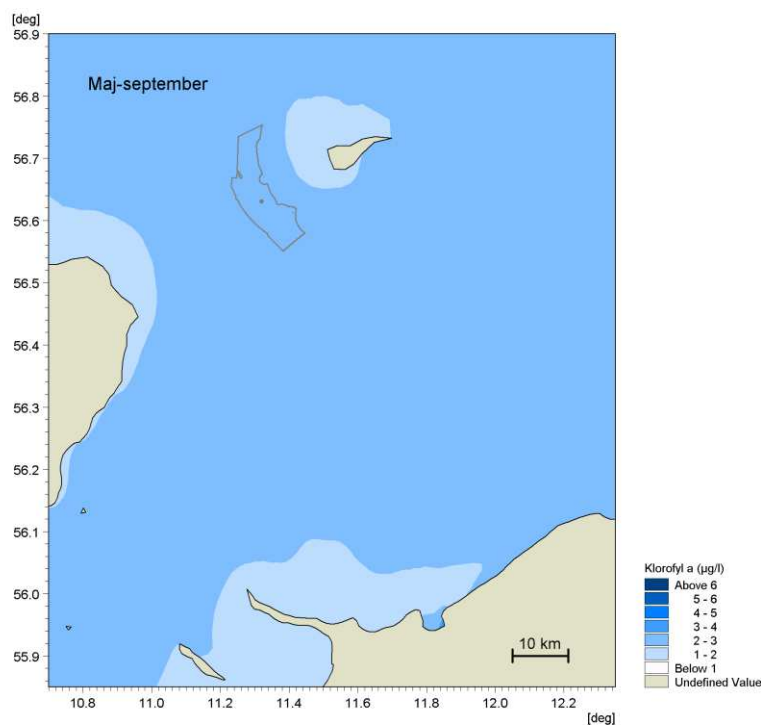 [deg]
56.9
Maj-september
56.8
56.7
56.6
56.5
56.4
56.3
56.2
56.1
56.0
55.9
10 km
10.8 11.0 11.2 11.4 11.6 11.8 12.0 12.2
[deg]
Klorofyl a (µg/l)
Above 6
5 - 6
4 - 5
3 - 4
2 - 3
1 - 2
Below 1
Undefined Value